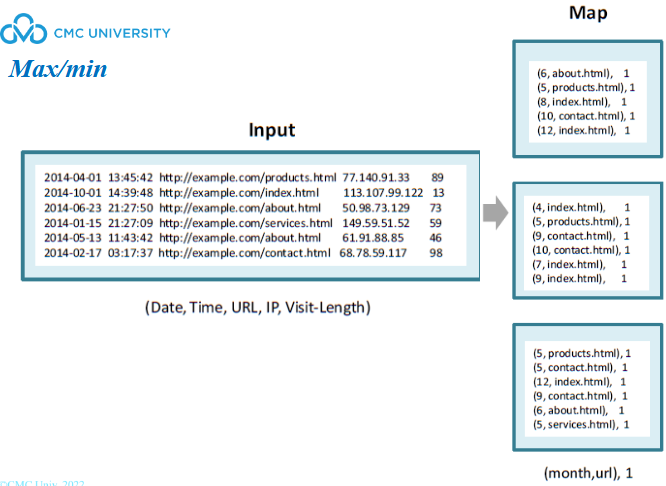 CMC UNIVERSITY
Max/min
Input
2014-04-01 13:45:42 http://example.com/products.html 77.140.91.33 89
2014-10-01 14:39:48 http://example.com/index.html 113.107.99.122 13
2014-06-23 21:27:50 http://example.com/about.html 50.98.73.129 73
2014-01-15 21:27:09 http://example.com/services.html 149.59.51.52 59
2014-05-13 11:43:42 http://example.com/about.html 61.91.88.85 46
2014-02-17 03:17:37 http://example.com/contact.html 68.78.59.117 98
(Date, Time, URL, IP, Visit-Length)
Map
(6, about.html), 1
(5, products.html), 1
(8, index.html), 1
(10, contact.html), 1
(12, index.html), 1
(4, index.html), 1
(5, products.html), 1
(9, contact.html), 1
(10, contact.html), 1
(7, index.html), 1
(9, index.html), 1
(5, products.html), 1
(5, contact.html), 1
(12, index.html), 1
(9, contact.html), 1
(6, about.html), 1
(5, services.html), 1
(month,url), 1
©CMC Univ. 2022